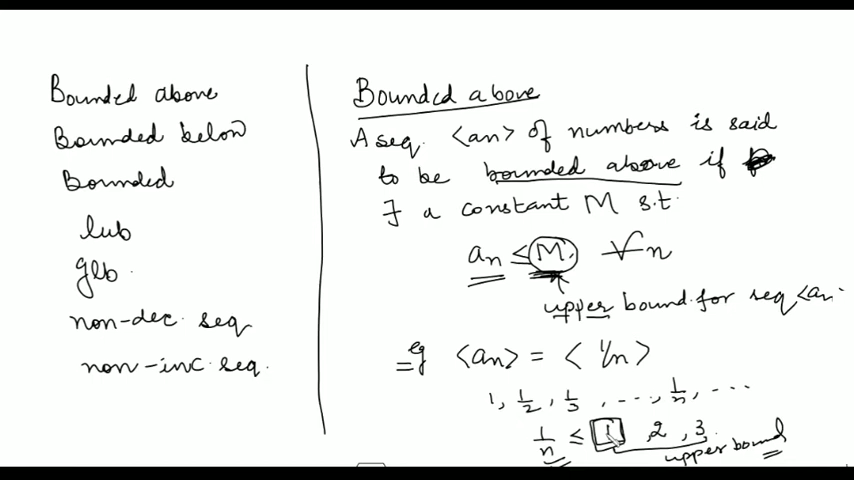 Bounded above
Bounded below
Bounded
lub
glb.
non-dec. seq
non-inc. seq.
Bounded above
A seq. <an> of numbers is said
to be bounded above if
∃ a constant M s.t.
an ≤ M. ∀n
upper bound for seq <an>
eg <an> = <1/n>
1, 1/2, 1/3, ..., 1/n, ...
1/n ≤ 1, 2, 3.
upper bound